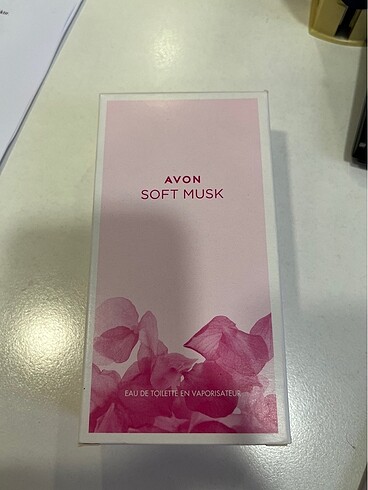 AVON
SOFT MUSK
EAU DE TOILETTE EN VAPORISATEUR